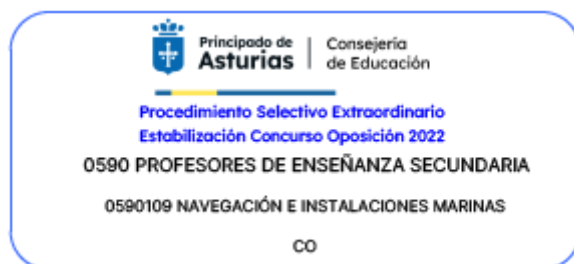 Principado de
Asturias
Consejería
de Educación
Procedimiento Selectivo Extraordinario
Estabilización Concurso Oposición 2022
0590 PROFESORES DE ENSEÑANZA SECUNDARIA
0590109 NAVEGACIÓN E INSTALACIONES MARINAS
CO